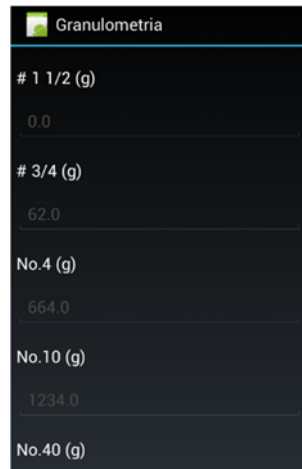 Granulometria
# 1 1/2 (g)
0.0
# 3/4 (g)
62.0
No.4 (g)
664.0
No.10 (g)
1234.0
No.40 (g)